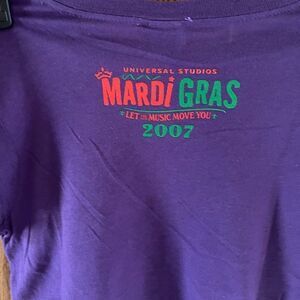 UNIVERSAL STUDIOS
MARDI GRAS
LET the MUSIC MOVE YOU
2007